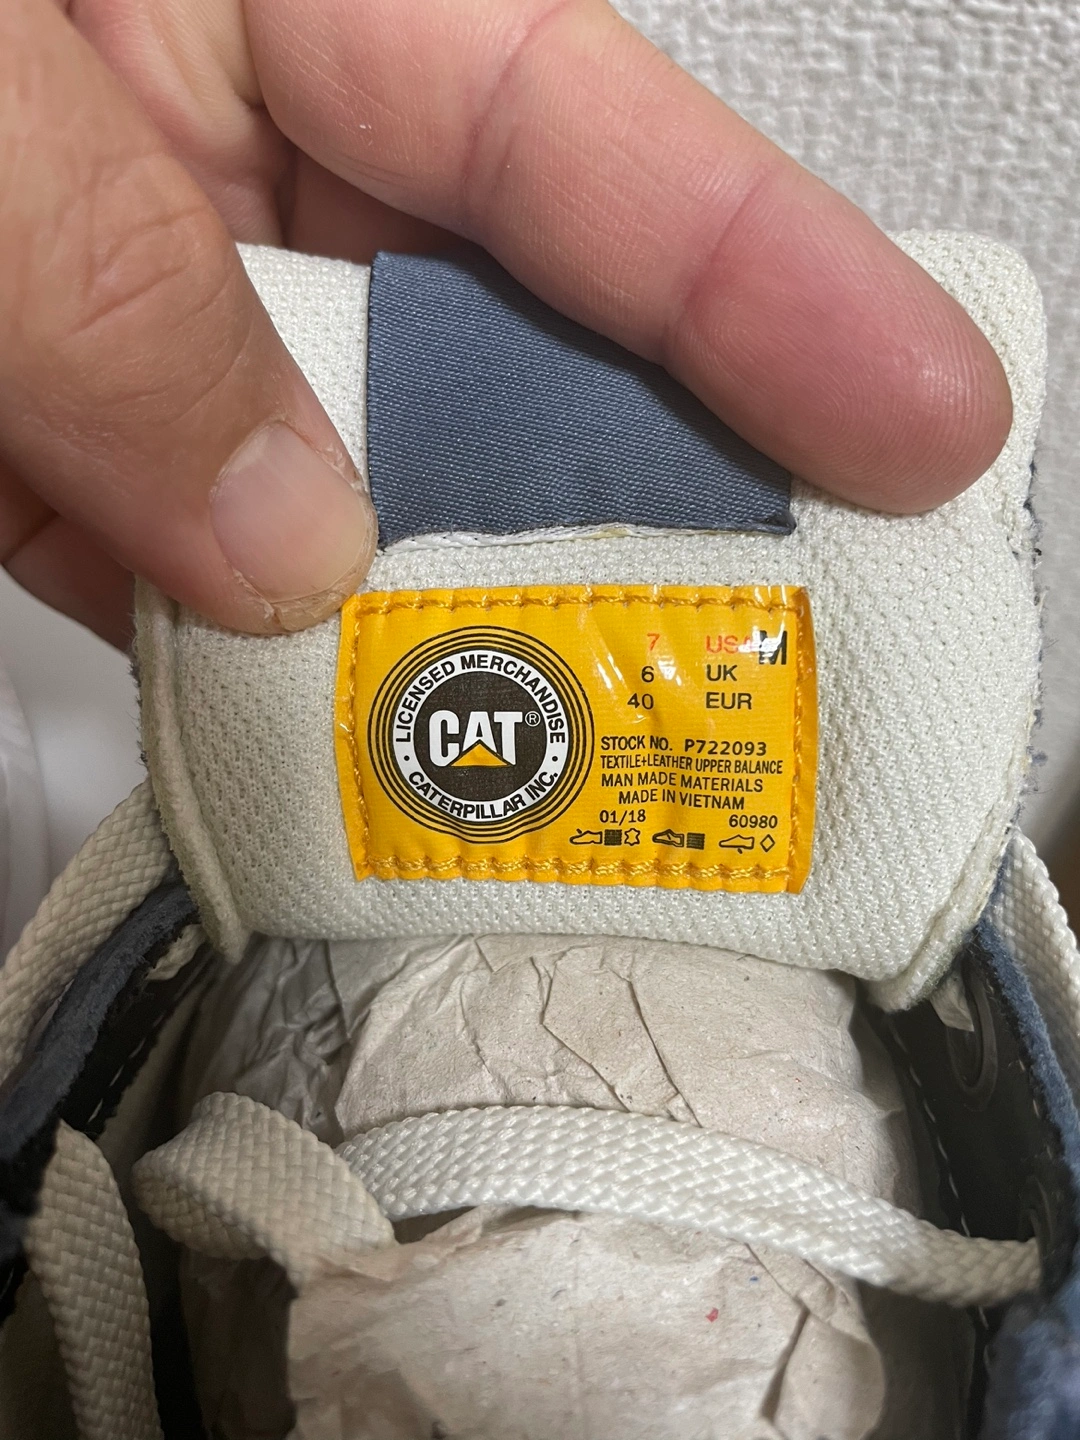 LICENSED MERCHANDISE
CAT®
· CATERPILLAR INC. ·
7 USA M
6 UK
40 EUR
STOCK NO. P722093
TEXTILE+LEATHER UPPER BALANCE
MAN MADE MATERIALS
MADE IN VIETNAM
01/18 60980